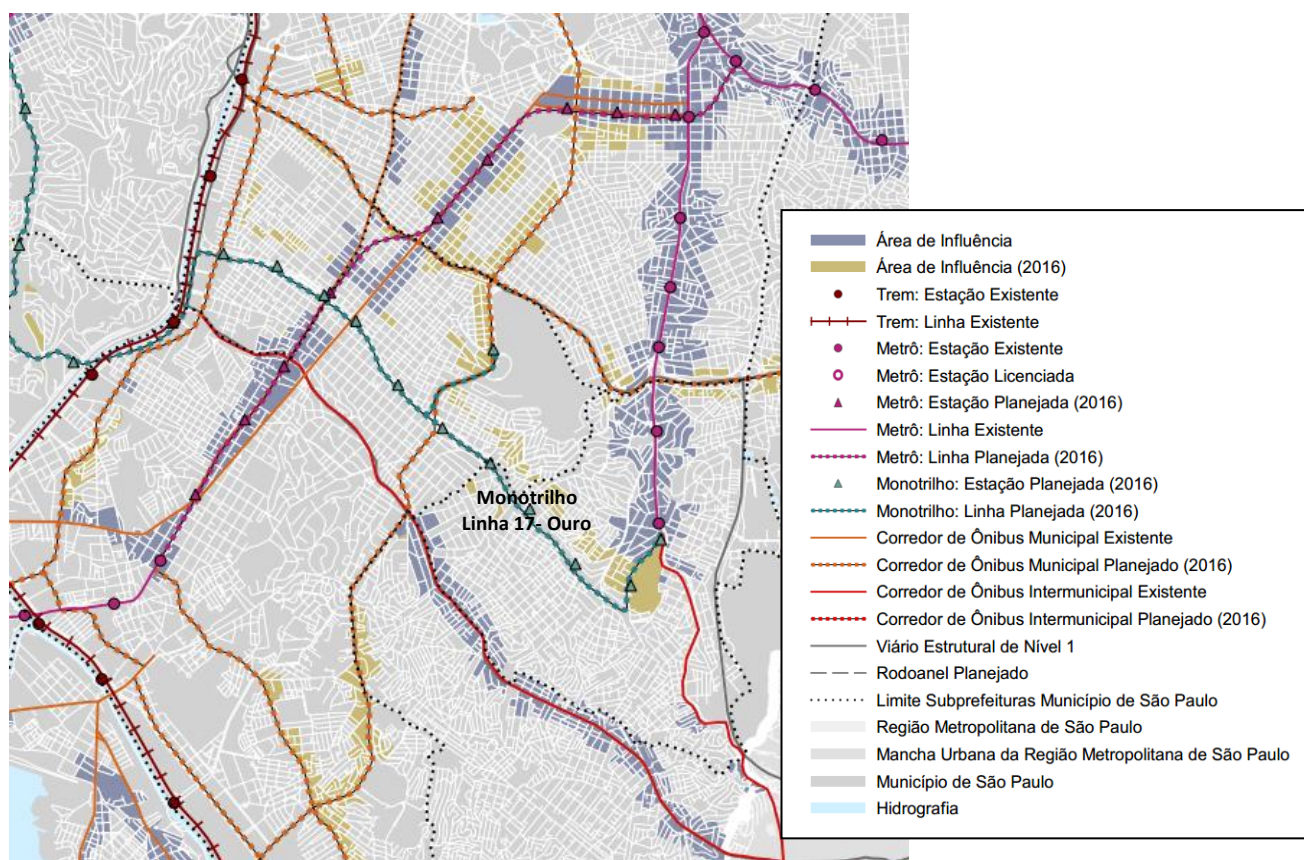 Monotrilho
Linha 17- Ouro
Área de Influência
Área de Influência (2016)
Trem: Estação Existente
Trem: Linha Existente
Metrô: Estação Existente
Metrô: Estação Licenciada
Metrô: Estação Planejada (2016)
Metrô: Linha Existente
Metrô: Linha Planejada (2016)
Monotrilho: Estação Planejada (2016)
Monotrilho: Linha Planejada (2016)
Corredor de Ônibus Municipal Existente
Corredor de Ônibus Municipal Planejado (2016)
Corredor de Ônibus Intermunicipal Existente
Corredor de Ônibus Intermunicipal Planejado (2016)
Viário Estrutural de Nível 1
Rodoanel Planejado
Limite Subprefeituras Município de São Paulo
Região Metropolitana de São Paulo
Mancha Urbana da Região Metropolitana de São Paulo
Município de São Paulo
Hidrografia